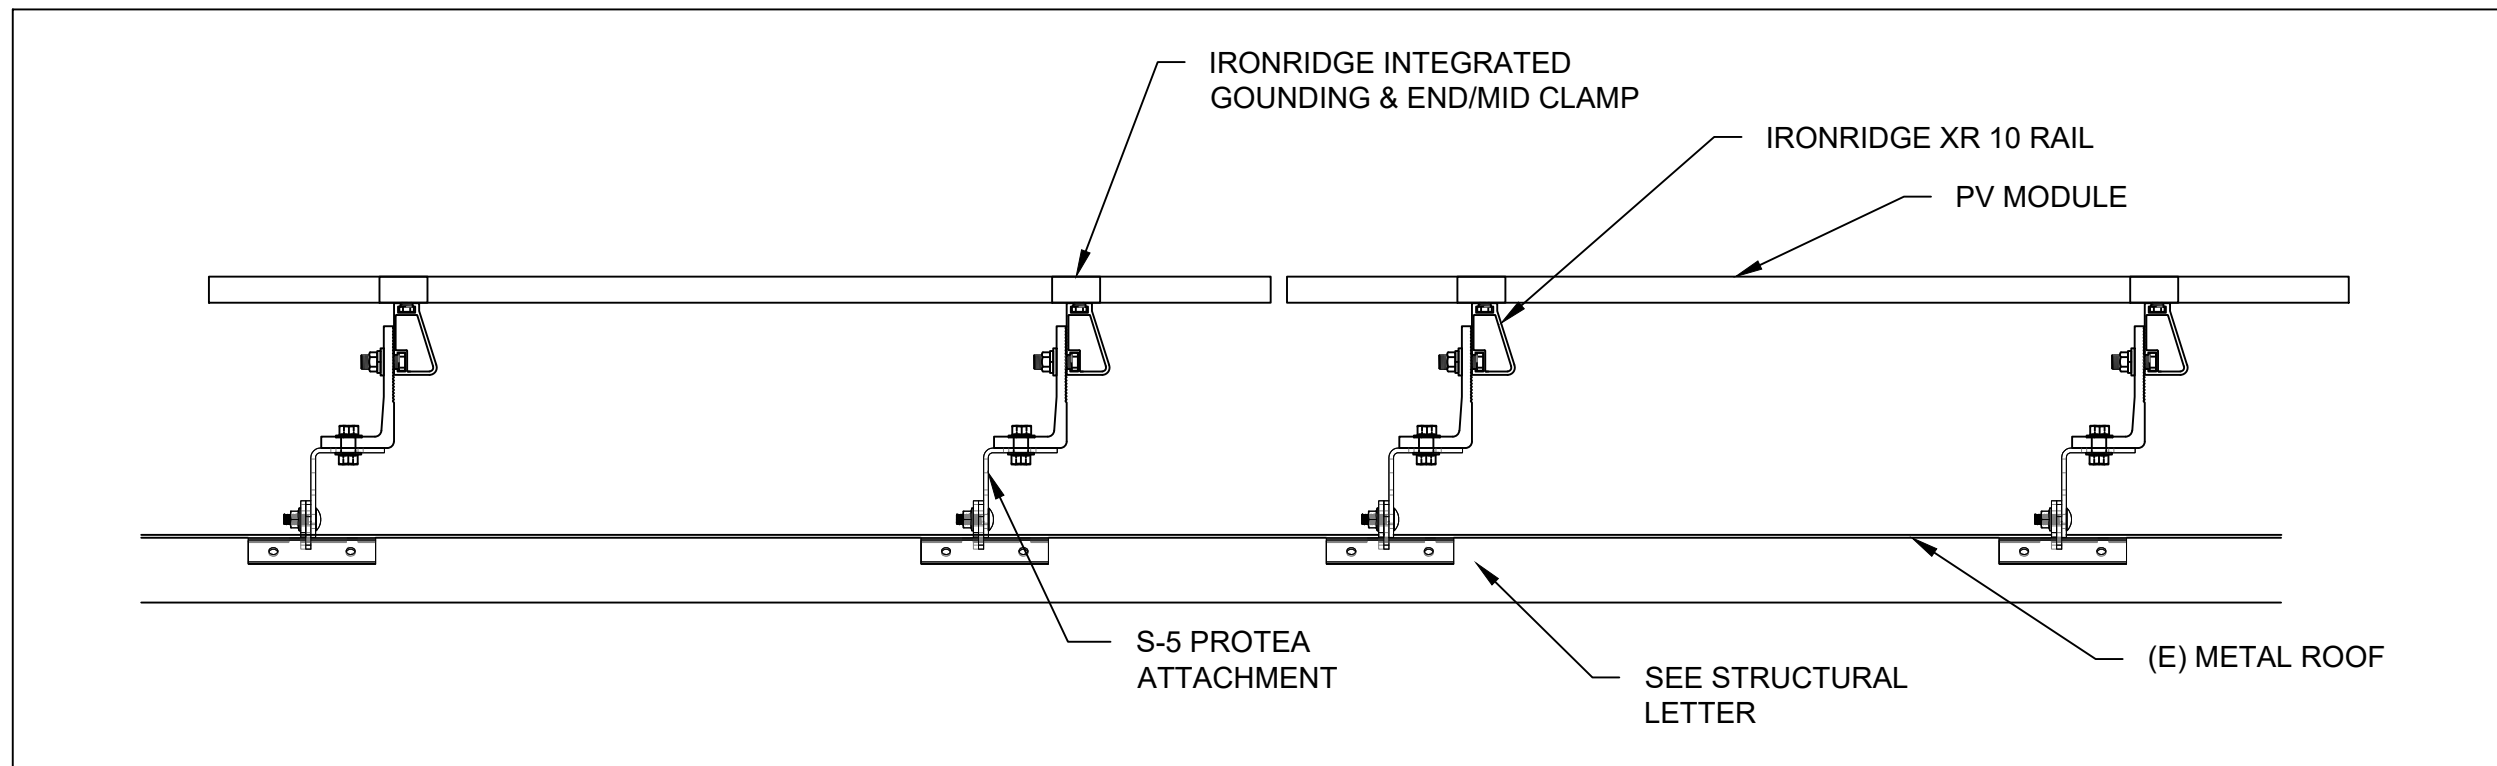 IRONRIDGE INTEGRATED
GOUNDING & END/MID CLAMP
IRONRIDGE XR 10 RAIL
PV MODULE
S-5 PROTEA
ATTACHMENT
SEE STRUCTURAL
LETTER
(E) METAL ROOF